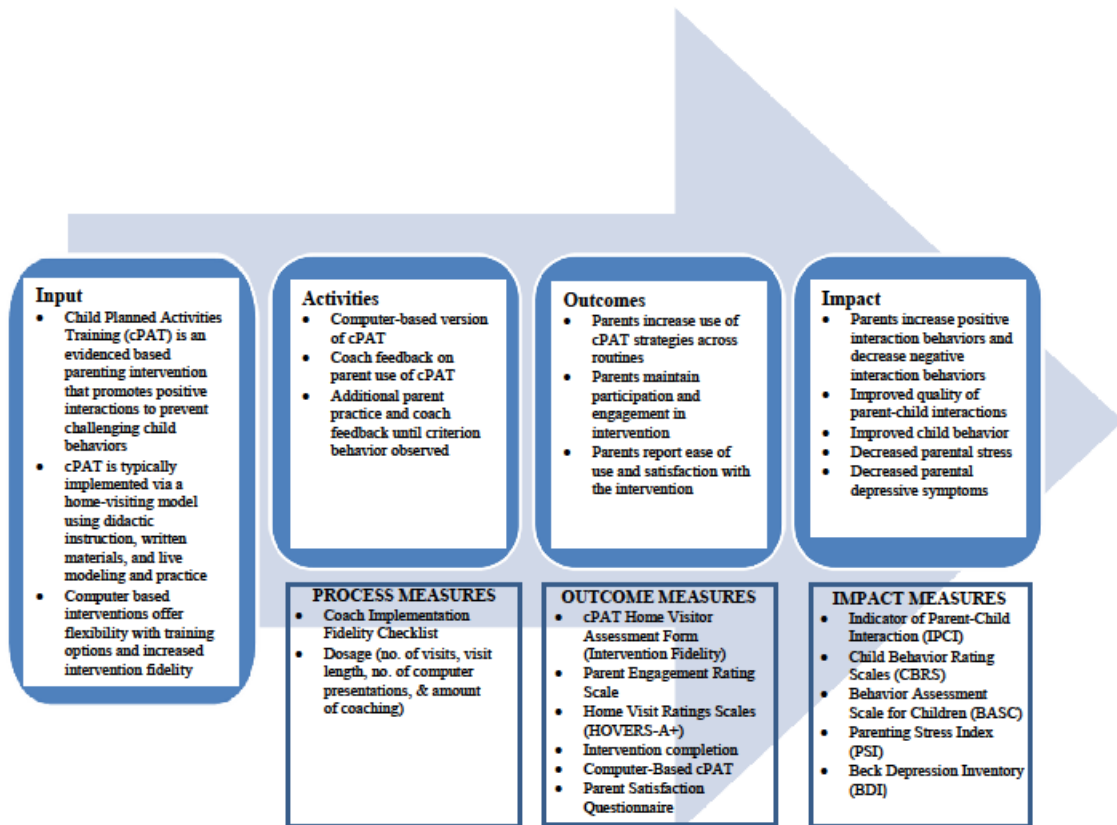 Input
• Child Planned Activities
Training (cPAT) is an
evidenced based
parenting intervention
that promotes positive
interactions to prevent
challenging child
behaviors
• cPAT is typically
implemented via a
home-visiting model
using didactic
instruction, written
materials, and live
modeling and practice
• Computer based
interventions offer
flexibility with training
options and increased
intervention fidelity
Activities
• Computer-based version
of cPAT
• Coach feedback on
parent use of cPAT
• Additional parent
practice and coach
feedback until criterion
behavior observed
Outcomes
• Parents increase use of
cPAT strategies across
routines
• Parents maintain
participation and
engagement in
intervention
• Parents report ease of
use and satisfaction with
the intervention
Impact
• Parents increase positive
interaction behaviors and
decrease negative
interaction behaviors
• Improved quality of
parent-child interactions
• Improved child behavior
• Decreased parental stress
• Decreased parental
depressive symptoms
PROCESS MEASURES
• Coach Implementation
Fidelity Checklist
• Dosage (no. of visits, visit
length, no. of computer
presentations, & amount
of coaching)
OUTCOME MEASURES
• cPAT Home Visitor
Assessment Form
(Intervention Fidelity)
• Parent Engagement Rating
Scale
• Home Visit Ratings Scales
(HOVERS-A+)
• Intervention completion
• Computer-Based cPAT
• Parent Satisfaction
Questionnaire
IMPACT MEASURES
• Indicator of Parent-Child
Interaction (IPCI)
• Child Behavior Rating
Scales (CBRS)
• Behavior Assessment
Scale for Children (BASC)
• Parenting Stress Index
(PSI)
• Beck Depression Inventory
(BDI)